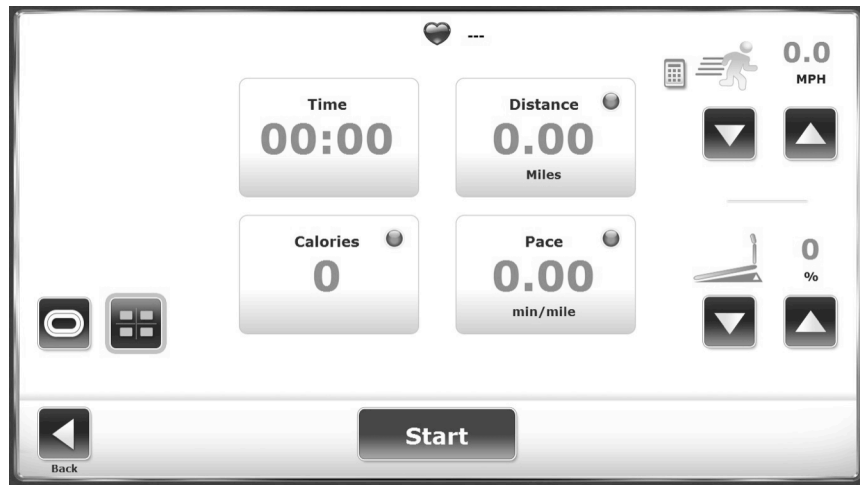 ---
0.0
MPH
Time
00:00
Distance
0.00
Miles
Calories
0
Pace
0.00
min/mile
0
%
Start
Back